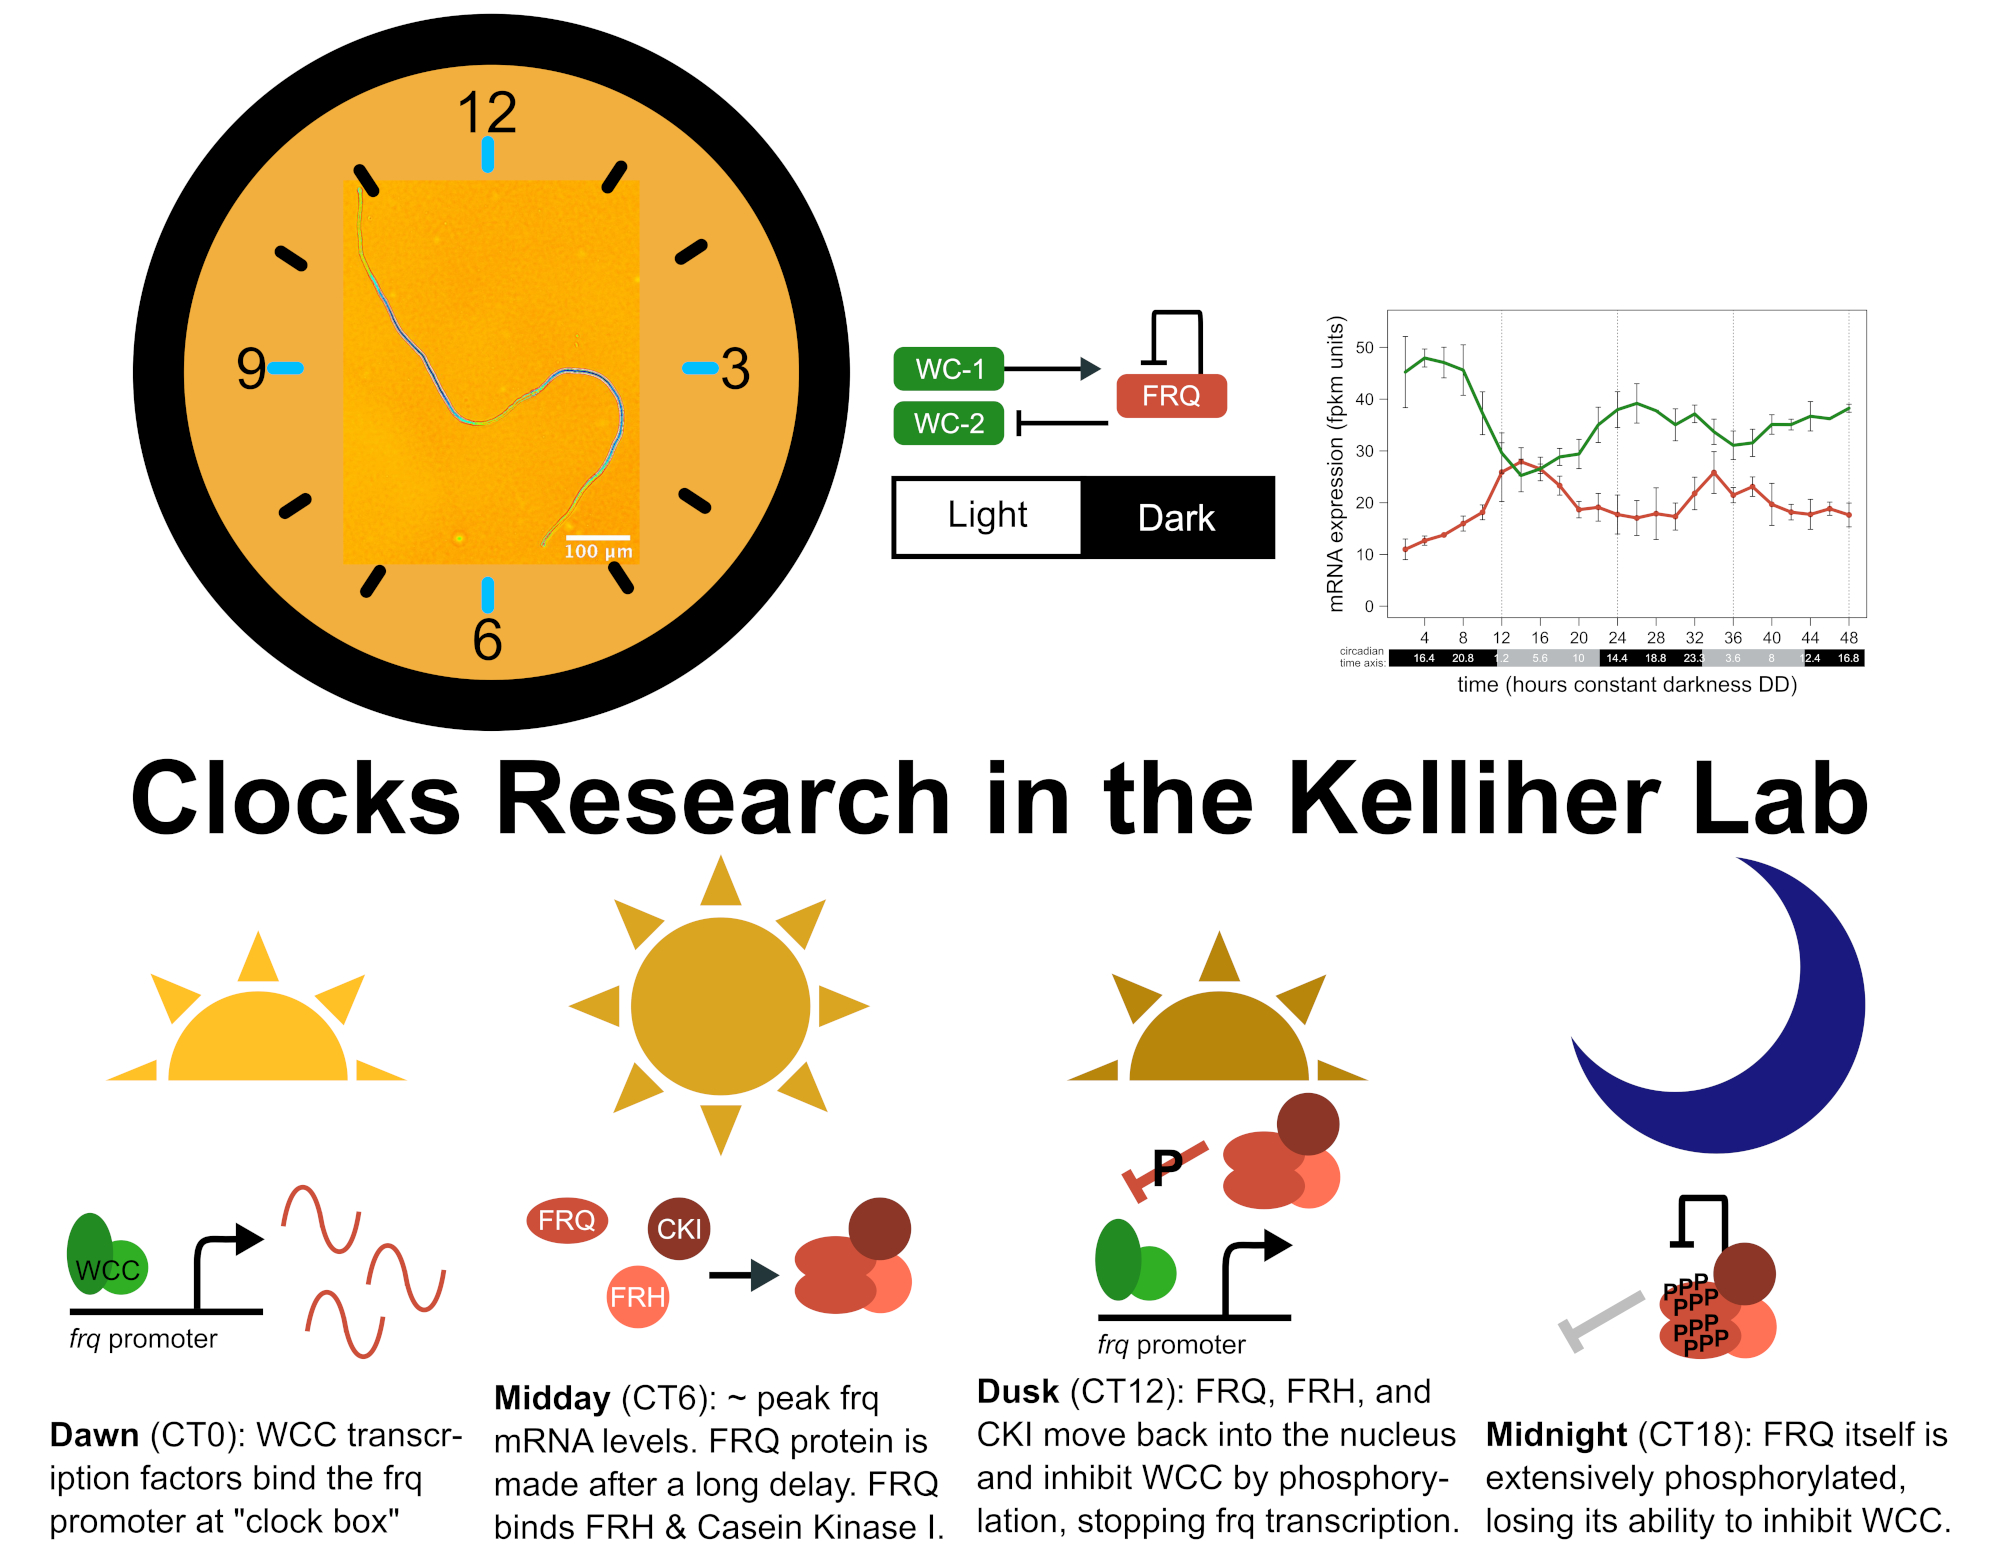 12
9
3
6
100 µm
WC-1
WC-2
FRQ
Light
Dark
mRNA expression (fpkm units)
50
40
30
20
10
0
4 8 12 16 20 24 28 32 36 40 44 48
circadian
time axis:
16.4 20.8 1.2 5.6 10 14.4 18.8 23.3 3.6 8 12.4 16.8
time (hours constant darkness DD)
Clocks Research in the Kelliher Lab
WCC
frq promoter
FRQ
CKI
FRH
P
frq promoter
PPP
PPP
PPP
PPP
Dawn (CT0): WCC transcr-
iption factors bind the frq
promoter at "clock box"
Midday (CT6): ~ peak frq
mRNA levels. FRQ protein is
made after a long delay. FRQ
binds FRH & Casein Kinase I.
Dusk (CT12): FRQ, FRH, and
CKI move back into the nucleus
and inhibit WCC by phosphory-
lation, stopping frq transcription.
Midnight (CT18): FRQ itself is
extensively phosphorylated,
losing its ability to inhibit WCC.